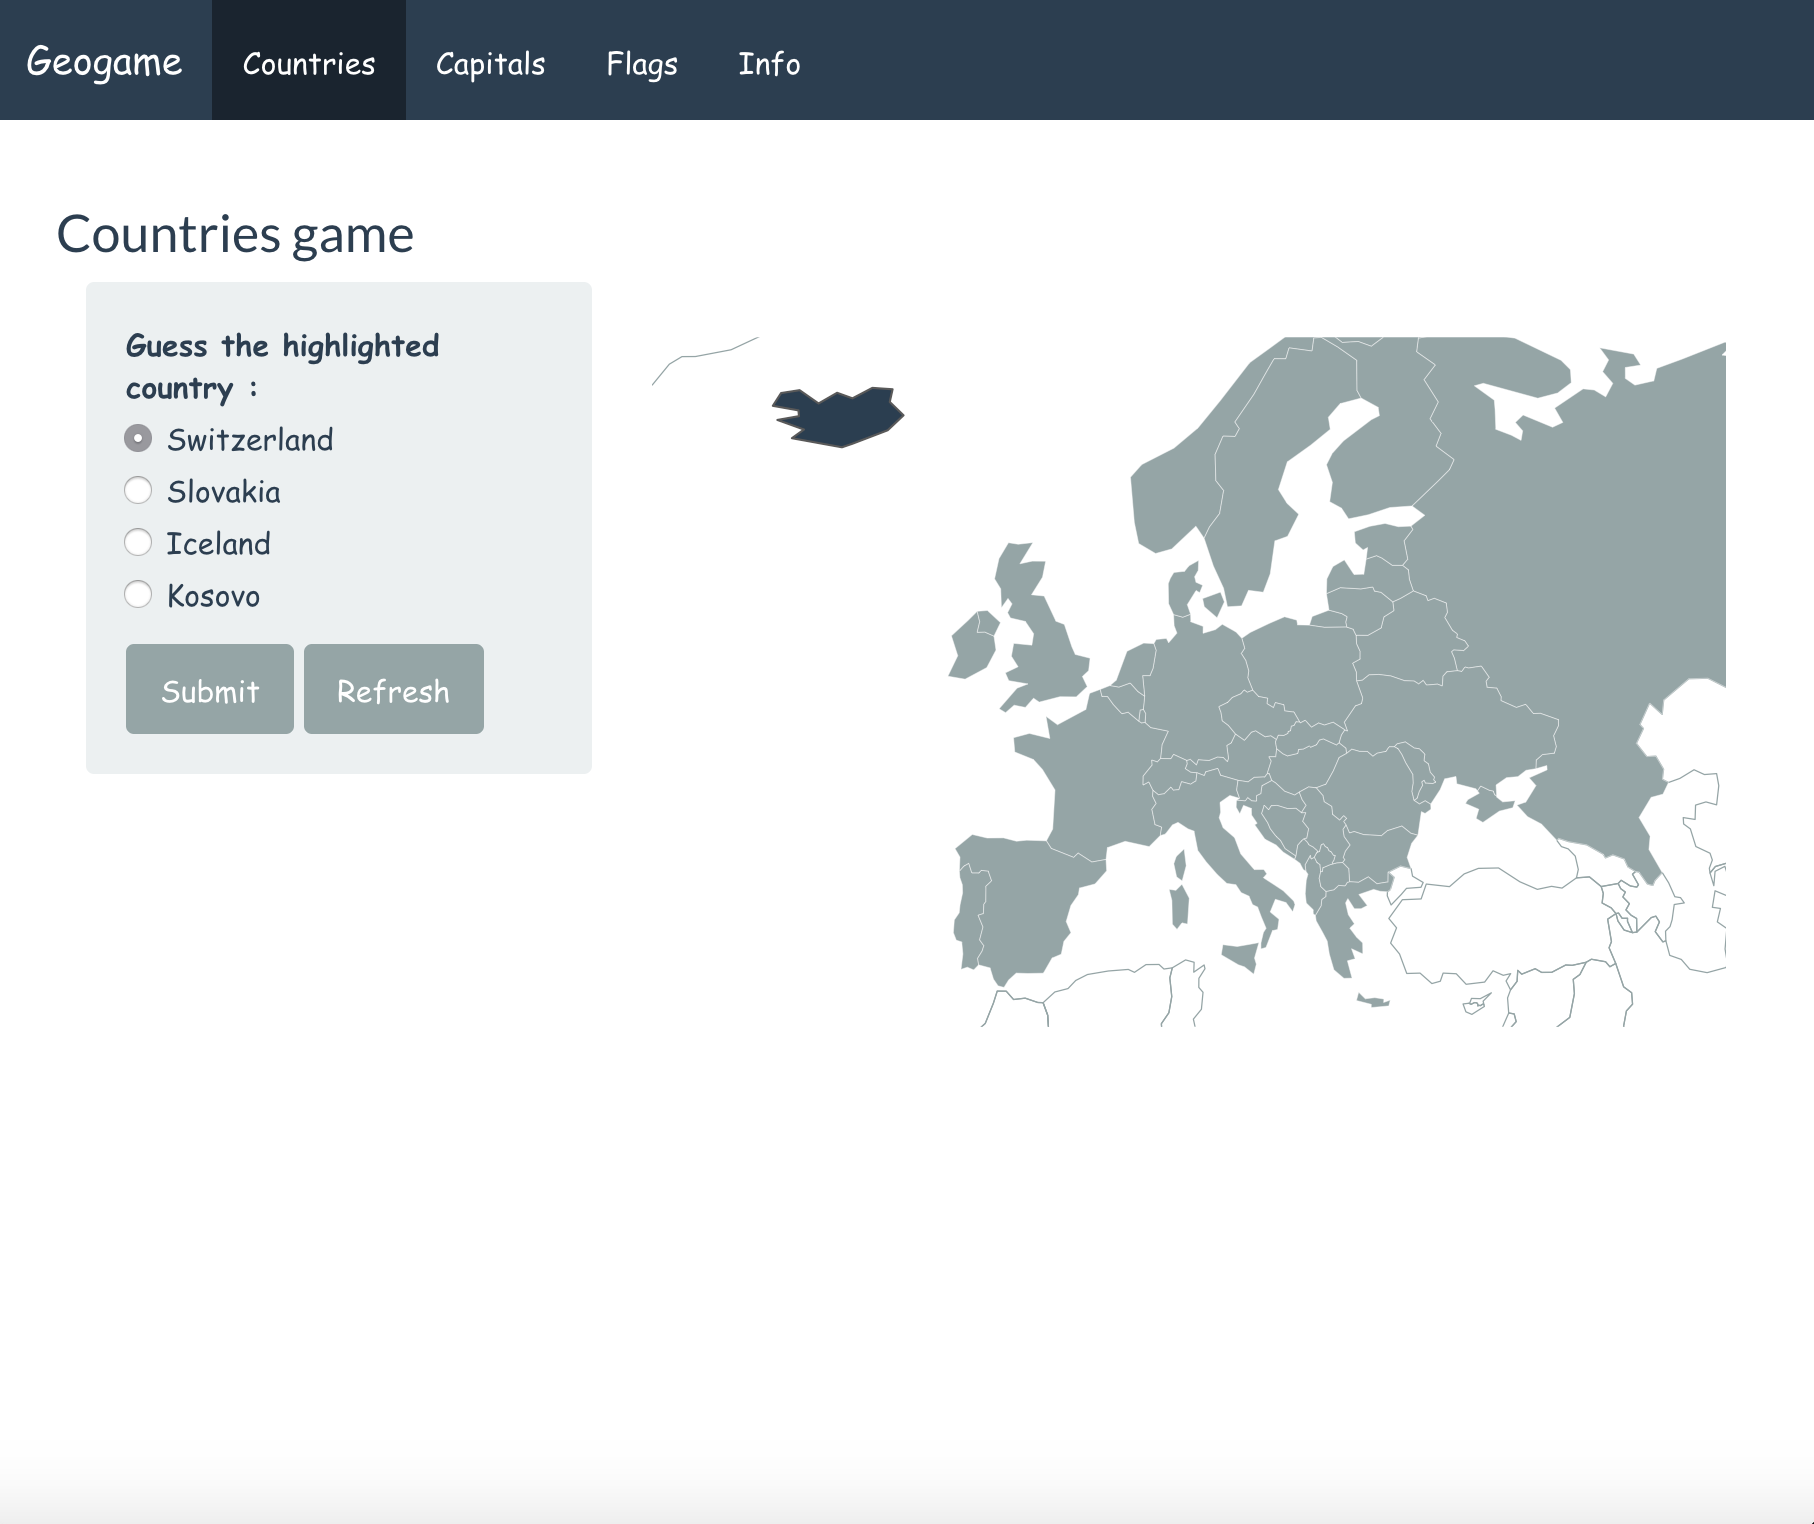 Geogame Countries Capitals Flags Info
Countries game
Guess the highlighted
country :
Switzerland
Slovakia
Iceland
Kosovo
Submit Refresh